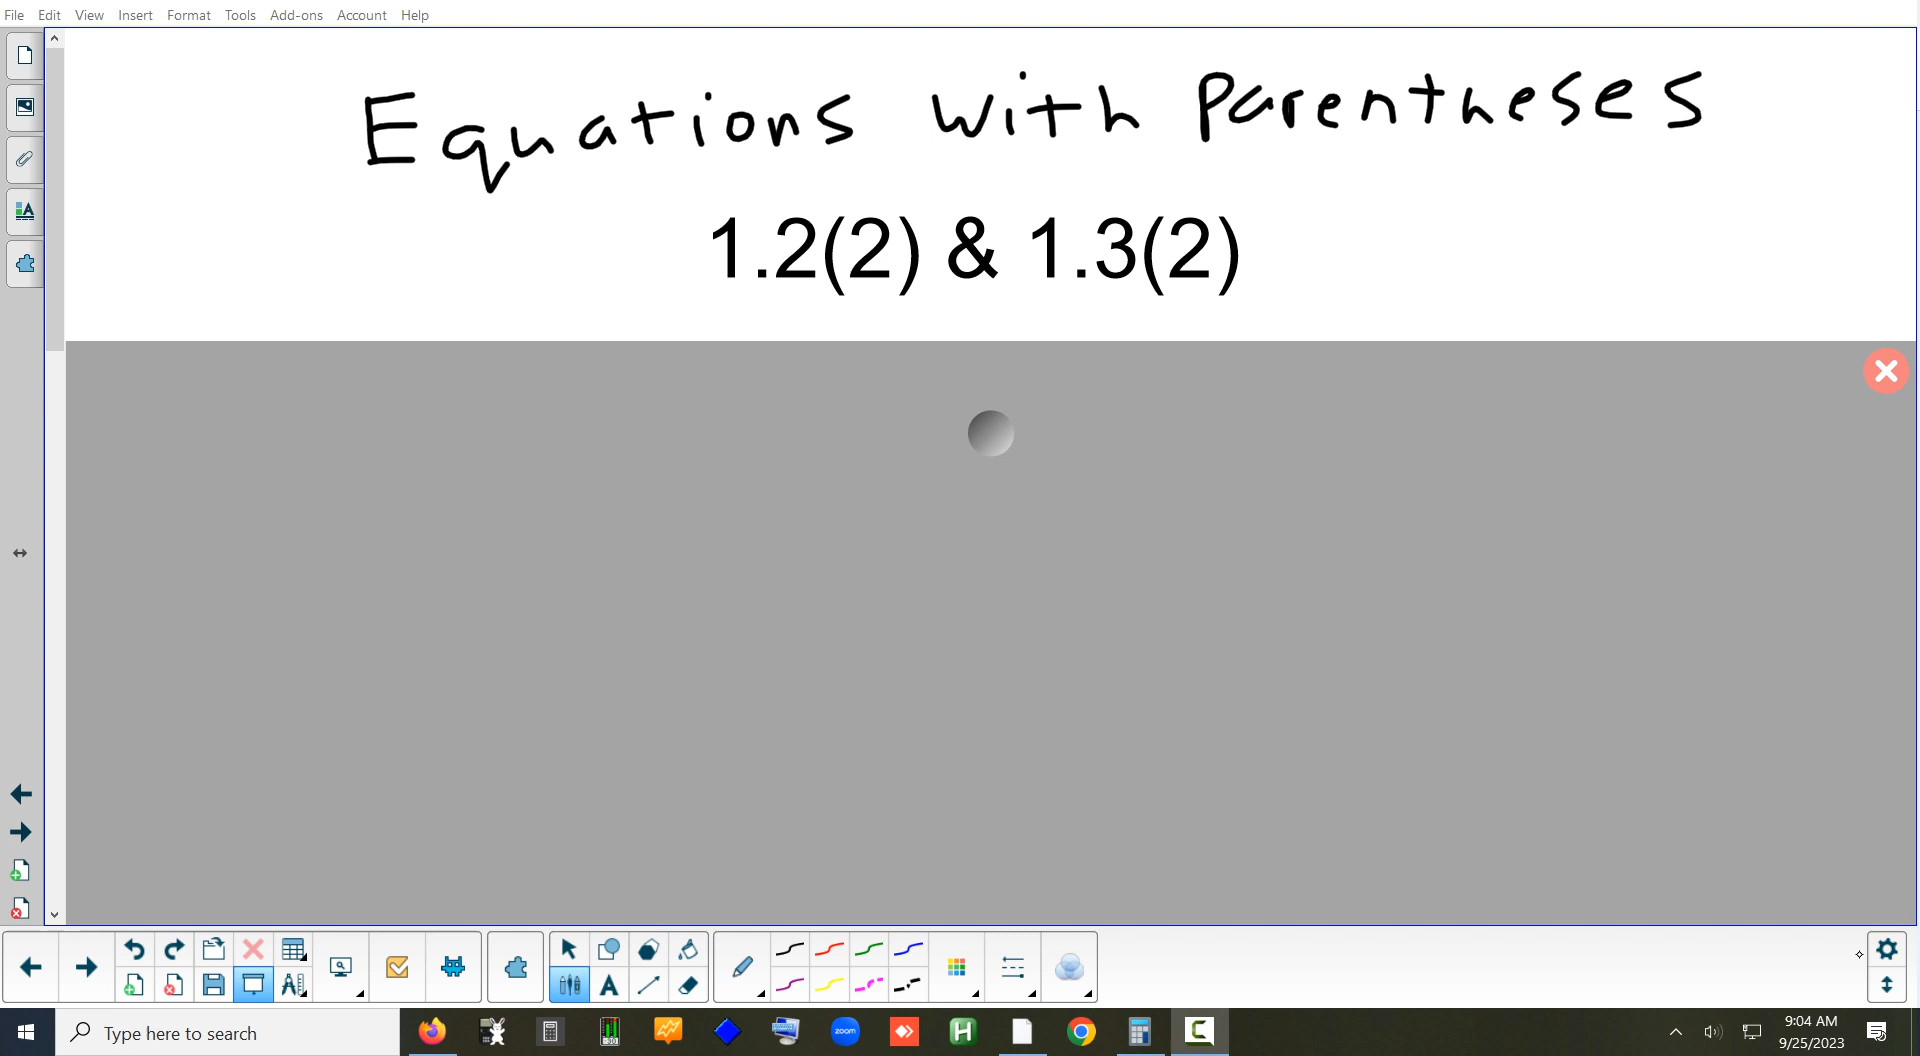 File Edit View Insert Format Tools Add-ons Account Help
Equations with Parentheses
1.2(2) & 1.3(2)
Type here to search
zoom
9:04 AM
9/25/2023